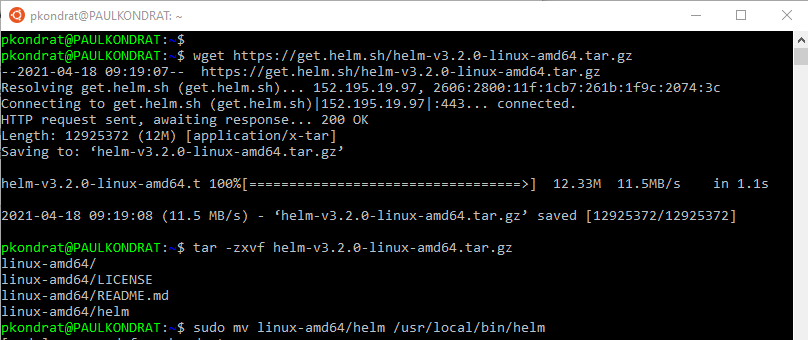 pkondrat@PAULKONDRAT: ~
pkondrat@PAULKONDRAT:~$
pkondrat@PAULKONDRAT:~$ wget https://get.helm.sh/helm-v3.2.0-linux-amd64.tar.gz
--2021-04-18 09:19:07--  https://get.helm.sh/helm-v3.2.0-linux-amd64.tar.gz
Resolving get.helm.sh (get.helm.sh)... 152.195.19.97, 2606:2800:11f:1cb7:261b:1f9c:2074:3c
Connecting to get.helm.sh (get.helm.sh)|152.195.19.97|:443... connected.
HTTP request sent, awaiting response... 200 OK
Length: 12925372 (12M) [application/x-tar]
Saving to: ‘helm-v3.2.0-linux-amd64.tar.gz’
helm-v3.2.0-linux-amd64.t 100%[==================================>]  12.33M  11.5MB/s    in 1.1s
2021-04-18 09:19:08 (11.5 MB/s) - ‘helm-v3.2.0-linux-amd64.tar.gz’ saved [12925372/12925372]
pkondrat@PAULKONDRAT:~$ tar -zxvf helm-v3.2.0-linux-amd64.tar.gz
linux-amd64/
linux-amd64/LICENSE
linux-amd64/README.md
linux-amd64/helm
pkondrat@PAULKONDRAT:~$ sudo mv linux-amd64/helm /usr/local/bin/helm